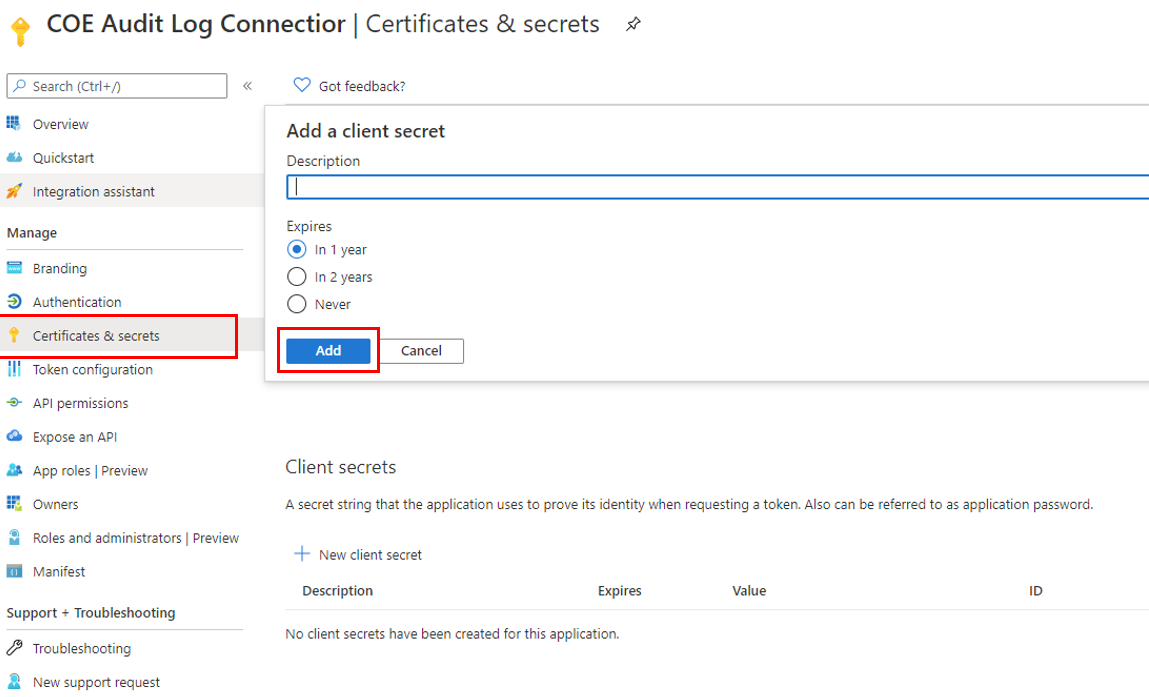 COE Audit Log Connectior | Certificates & secrets
Search (Ctrl+/)
«
Got feedback?
Overview
Quickstart
Integration assistant
Manage
Branding
Authentication
Certificates & secrets
Token configuration
API permissions
Expose an API
App roles | Preview
Owners
Roles and administrators | Preview
Manifest
Support + Troubleshooting
Troubleshooting
New support request
Add a client secret
Description
Expires
In 1 year
In 2 years
Never
Add Cancel
Client secrets
A secret string that the application uses to prove its identity when requesting a token. Also can be referred to as application password.
New client secret
Description Expires Value ID
No client secrets have been created for this application.